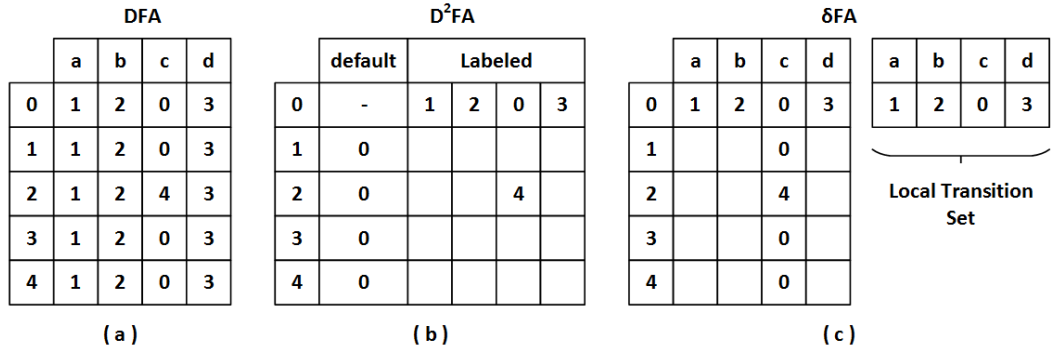 DFA D²FA δFA
a b c d default Labeled a b c d a b c d
0 1 2 0 3 0 - 1 2 0 3 0 1 2 0 3 1 2 0 3
1 1 2 0 3 1 0 1 0
2 1 2 4 3 2 0 4 2 4
Local Transition
Set
3 1 2 0 3 3 0 3 0
4 1 2 0 3 4 0 4 0
( a ) ( b ) ( c )